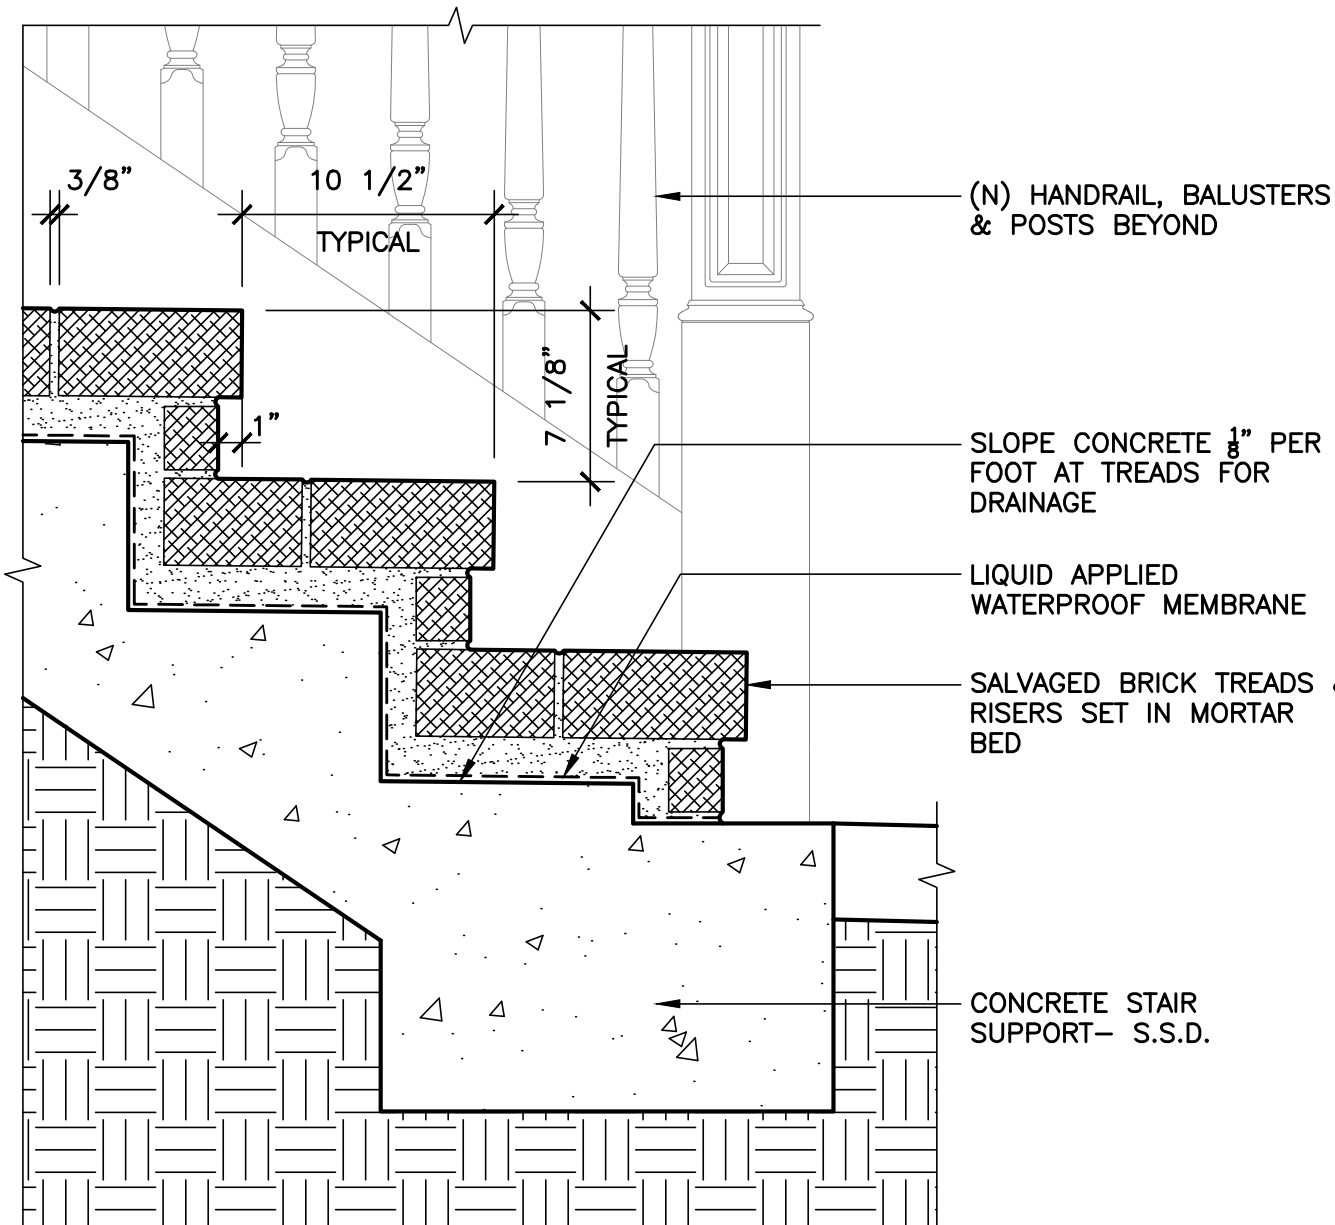 3/8"
10 1/2"
TYPICAL
1"
7 1/8"
TYPICAL
(N) HANDRAIL, BALUSTERS
& POSTS BEYOND
SLOPE CONCRETE 1/8" PER
FOOT AT TREADS FOR
DRAINAGE
LIQUID APPLIED
WATERPROOF MEMBRANE
SALVAGED BRICK TREADS &
RISERS SET IN MORTAR
BED
CONCRETE STAIR
SUPPORT- S.S.D.